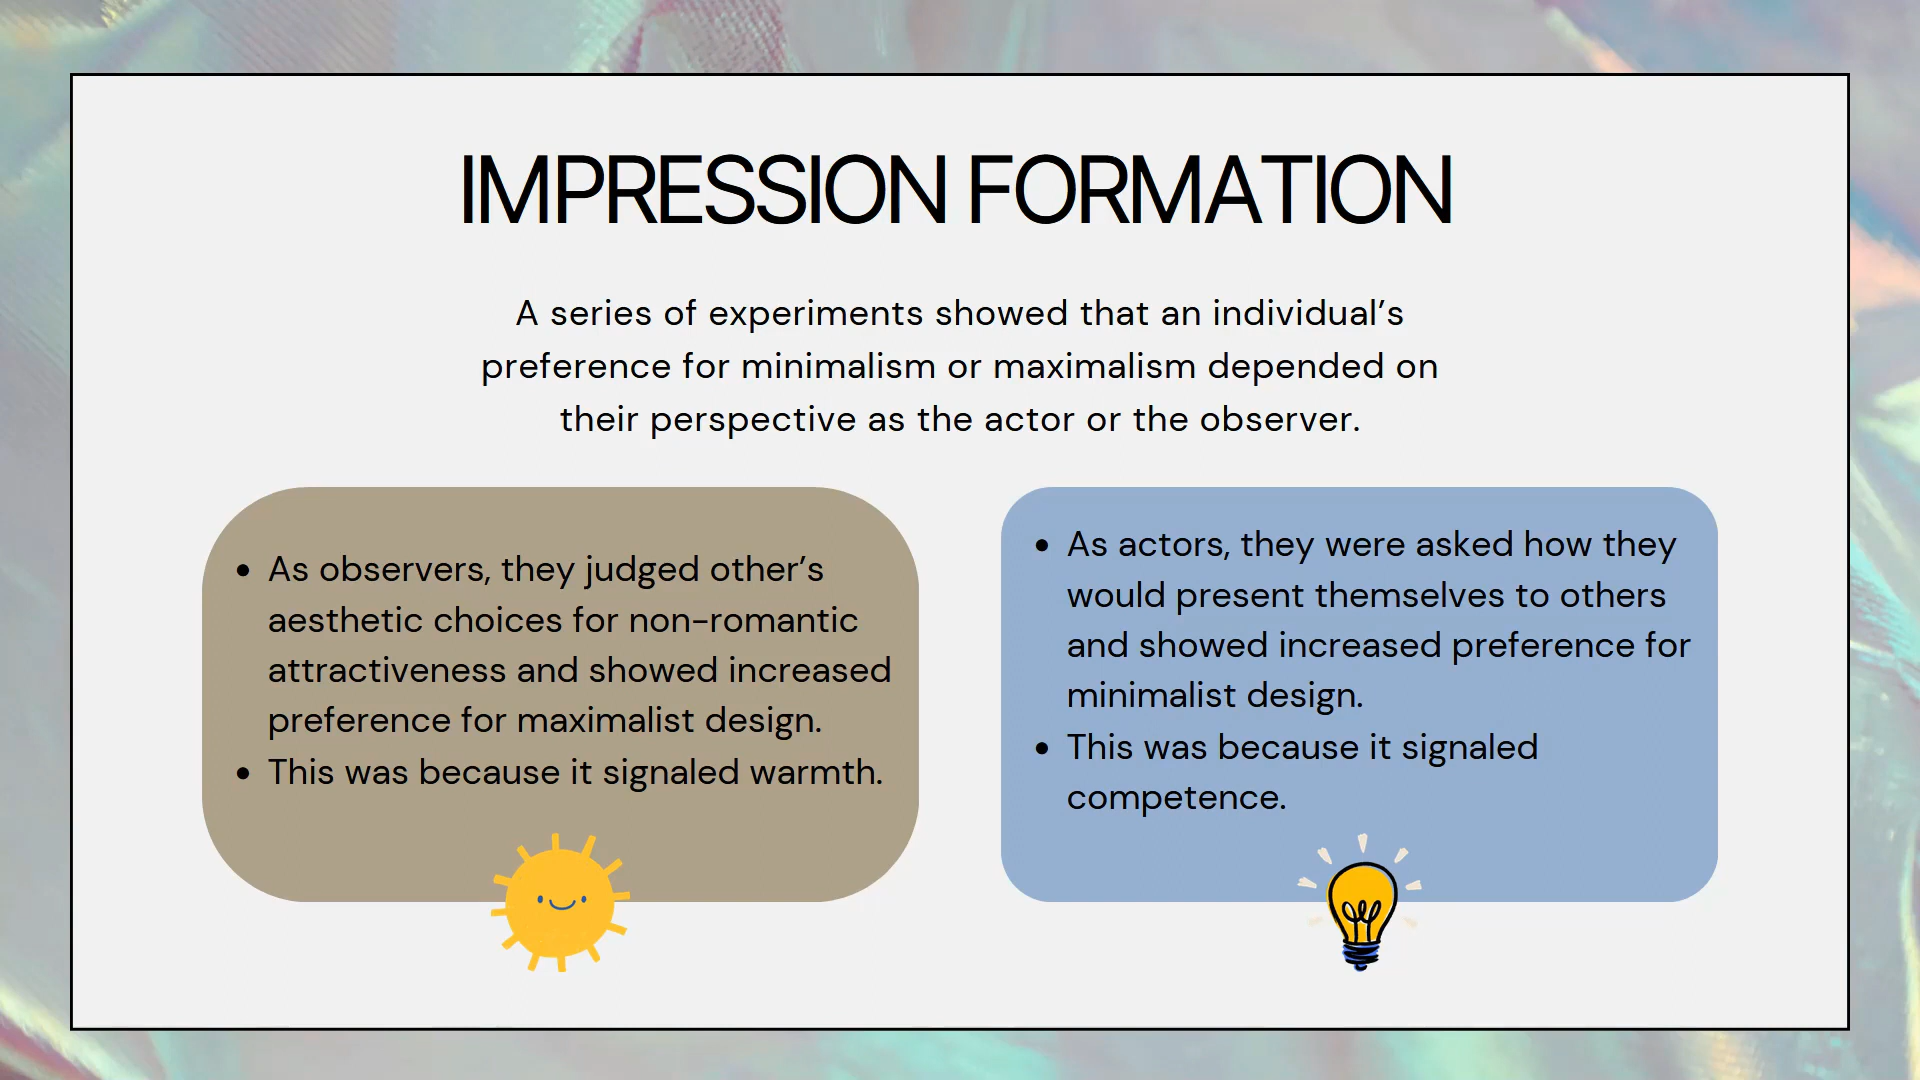 IMPRESSION FORMATION
A series of experiments showed that an individual’s
preference for minimalism or maximalism depended on
their perspective as the actor or the observer.
• As observers, they judged other’s
aesthetic choices for non-romantic
attractiveness and showed increased
preference for maximalist design.
• This was because it signaled warmth.
• As actors, they were asked how they
would present themselves to others
and showed increased preference for
minimalist design.
• This was because it signaled
competence.